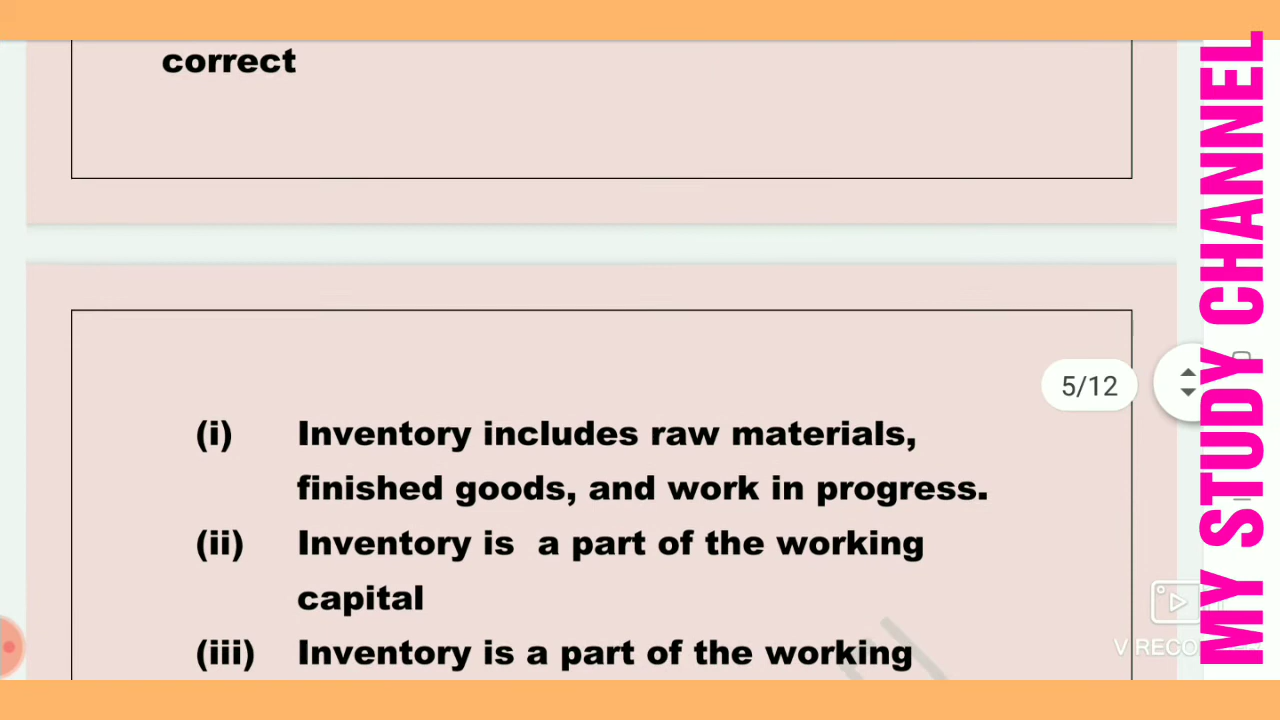 correct
5/12
(i) Inventory includes raw materials,
finished goods, and work in progress.
(ii) Inventory is a part of the working
capital
(iii) Inventory is a part of the working
V RECO
MY STUDY CHANNEL